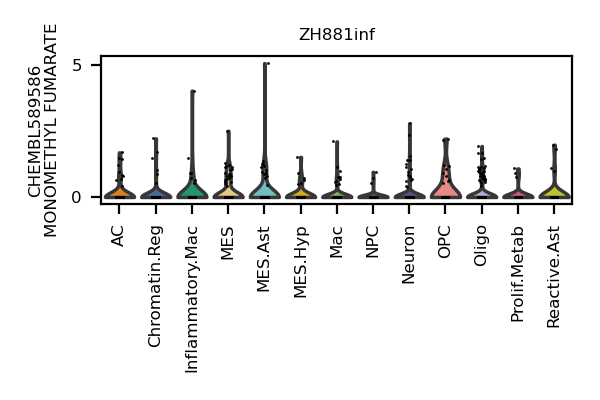 ZH881inf
CHEMBL589586
MONOMETHYL FUMARATE
5
0
AC
Chromatin.Reg
Inflammatory.Mac
MES
MES.Ast
MES.Hyp
Mac
NPC
Neuron
OPC
Oligo
Prolif.Metab
Reactive.Ast